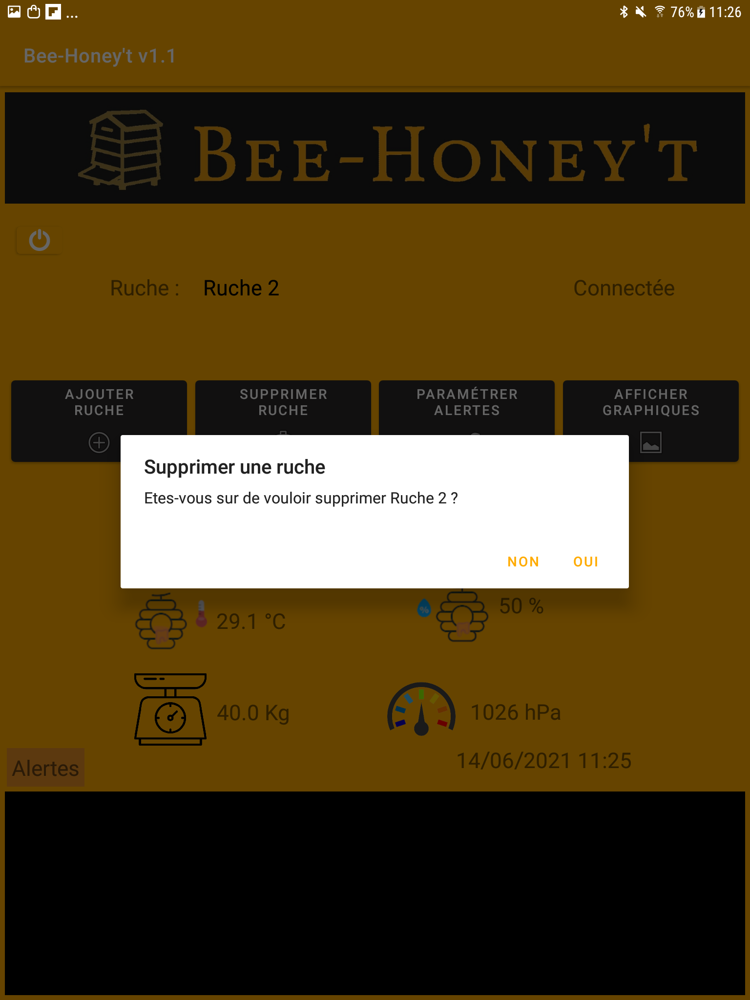 ... 76% 11:26
Bee-Honey't v1.1
BEE-HONEY'T
Ruche : Ruche 2 Connectée
AJOUTER
RUCHE
SUPPRIMER
RUCHE
PARAMÉTRER
ALERTES
AFFICHER
GRAPHIQUES
Supprimer une ruche
Etes-vous sur de vouloir supprimer Ruche 2 ?
NON OUI
29.1 °C
% 50 %
40.0 Kg
1026 hPa
14/06/2021 11:25
Alertes